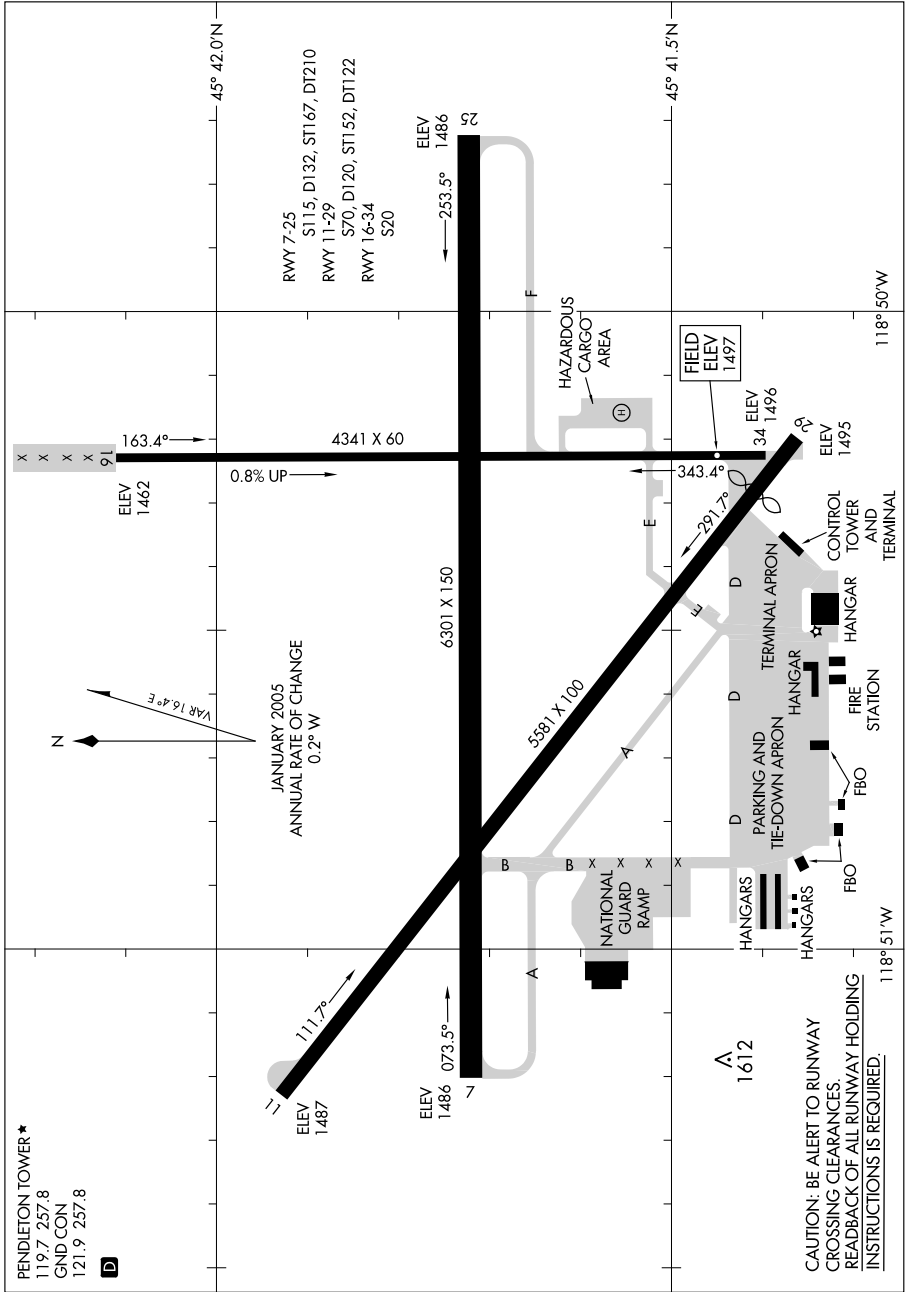 PENDLETON TOWER ★
119.7 257.8
GND CON
121.9 257.8
D
N
VAR 16.4° E
JANUARY 2005
ANNUAL RATE OF CHANGE
0.2° W
X X X X
16
163.4°
ELEV
1462
0.8% UP
4341 X 60
45° 42.0'N
RWY 7-25
S115, D132, ST167, DT210
RWY 11-29
S70, D120, ST152, DT122
RWY 16-34
S20
11
111.7°
ELEV
1487
ELEV
1486
7
073.5°
6301 X 150
ELEV
1486
25
253.5°
5581 X 100
A
A
B
B
X X X X
E
E
F
HAZARDOUS
CARGO
AREA
H
45° 41.5'N
NATIONAL
GUARD
RAMP
FIELD
ELEV
1497
291.7°
343.4°
34
ELEV
1496
29
ELEV
1495
D
D
D
1612
HANGARS
HANGARS
PARKING AND
TIE-DOWN APRON
TERMINAL APRON
HANGAR
HANGAR
FIRE
STATION
FBO
FBO
CONTROL
TOWER
AND
TERMINAL
CAUTION: BE ALERT TO RUNWAY
CROSSING CLEARANCES.
READBACK OF ALL RUNWAY HOLDING
INSTRUCTIONS IS REQUIRED.
118° 51'W
118° 50'W